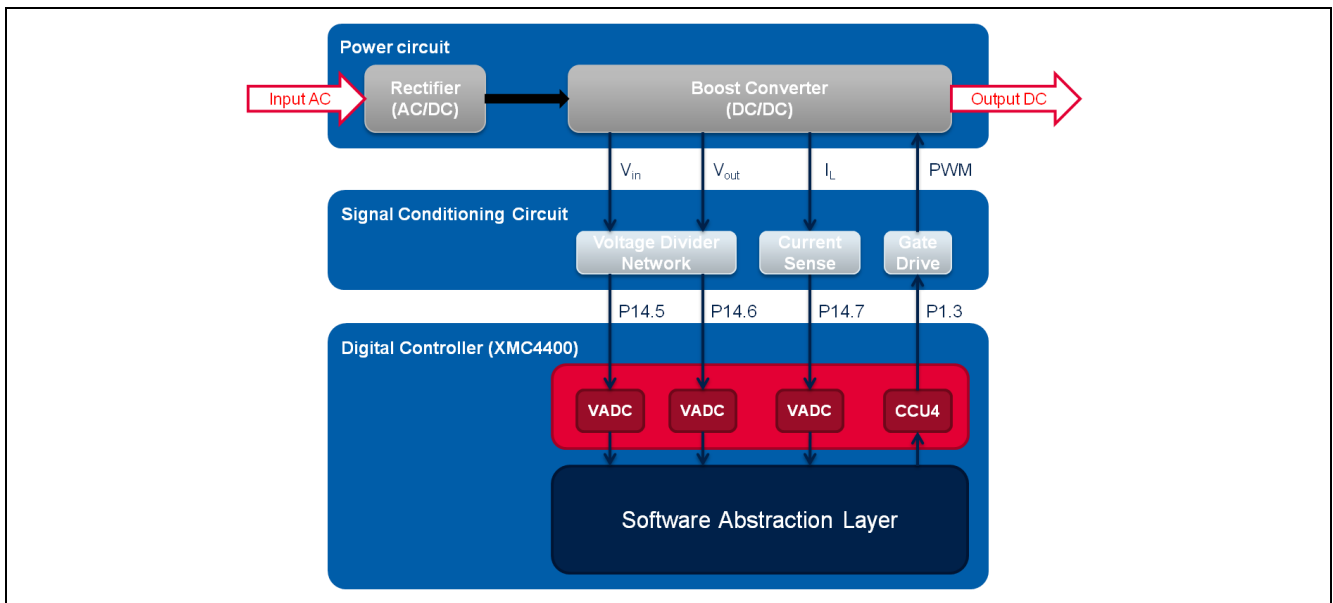 Power circuit
Input AC
Rectifier
(AC/DC)
Boost Converter
(DC/DC)
Output DC
Vin
Vout
IL
PWM
Signal Conditioning Circuit
Voltage Divider
Network
Current
Sense
Gate
Drive
P14.5
P14.6
P14.7
P1.3
Digital Controller (XMC4400)
VADC
VADC
VADC
CCU4
Software Abstraction Layer